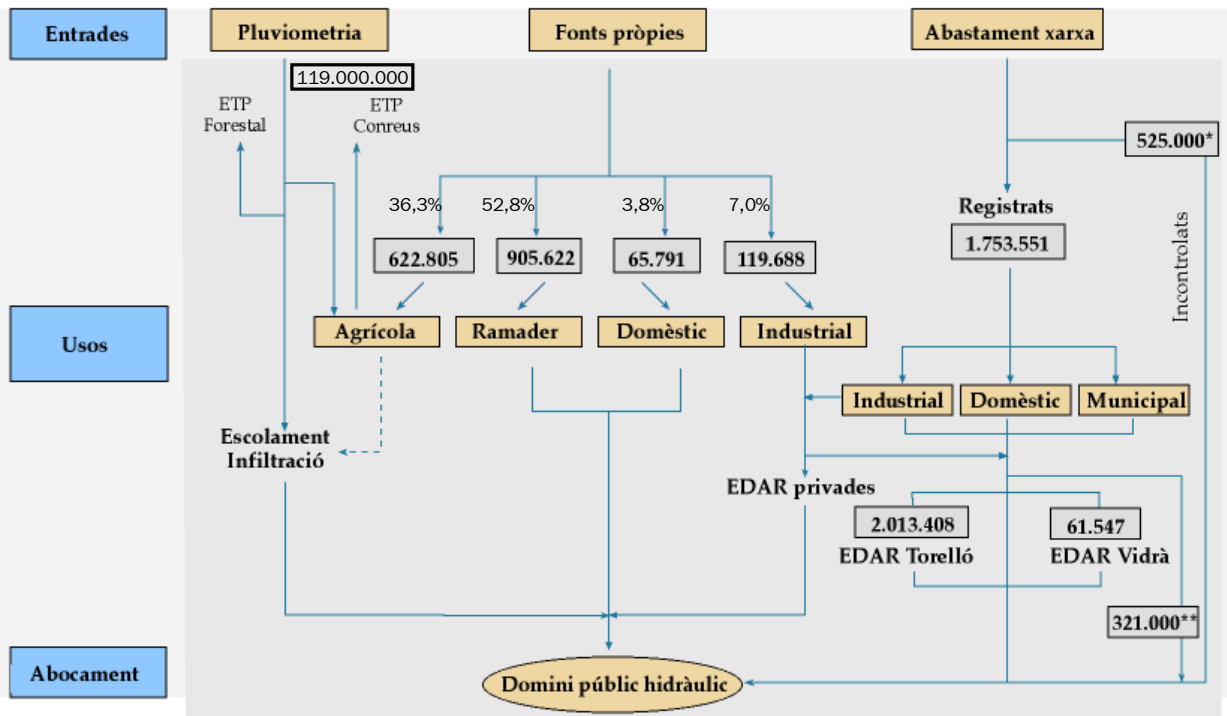 Entrades
Pluviometria
Fonts pròpies
Abastament xarxa
119.000.000
ETP
Forestal
ETP
Conreus
525.000*
36,3%
52,8%
3,8%
7,0%
Registrats
622.805
905.622
65.791
119.688
1.753.551
Incontrolats
Usos
Agrícola
Ramader
Domèstic
Industrial
Industrial
Domèstic
Municipal
Escolament
Infiltració
EDAR privades
2.013.408
61.547
EDAR Torelló
EDAR Vidrà
321.000**
Abocament
Domini públic hidràulic